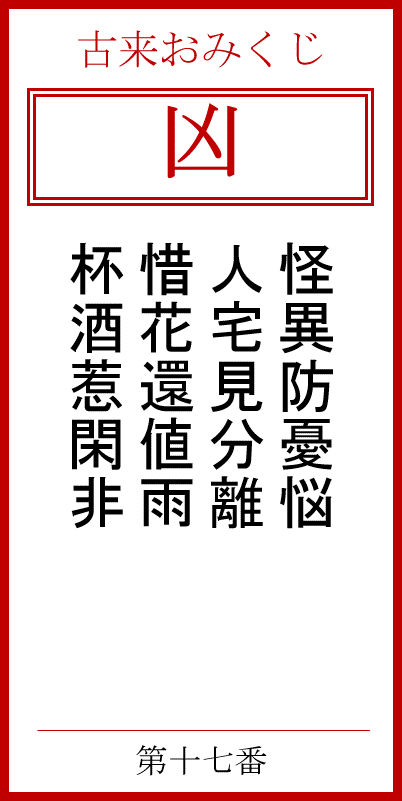 古来おみくじ
凶
怪異防憂悩
人宅見分離
惜花還値雨
杯酒惹閑非
第十七番